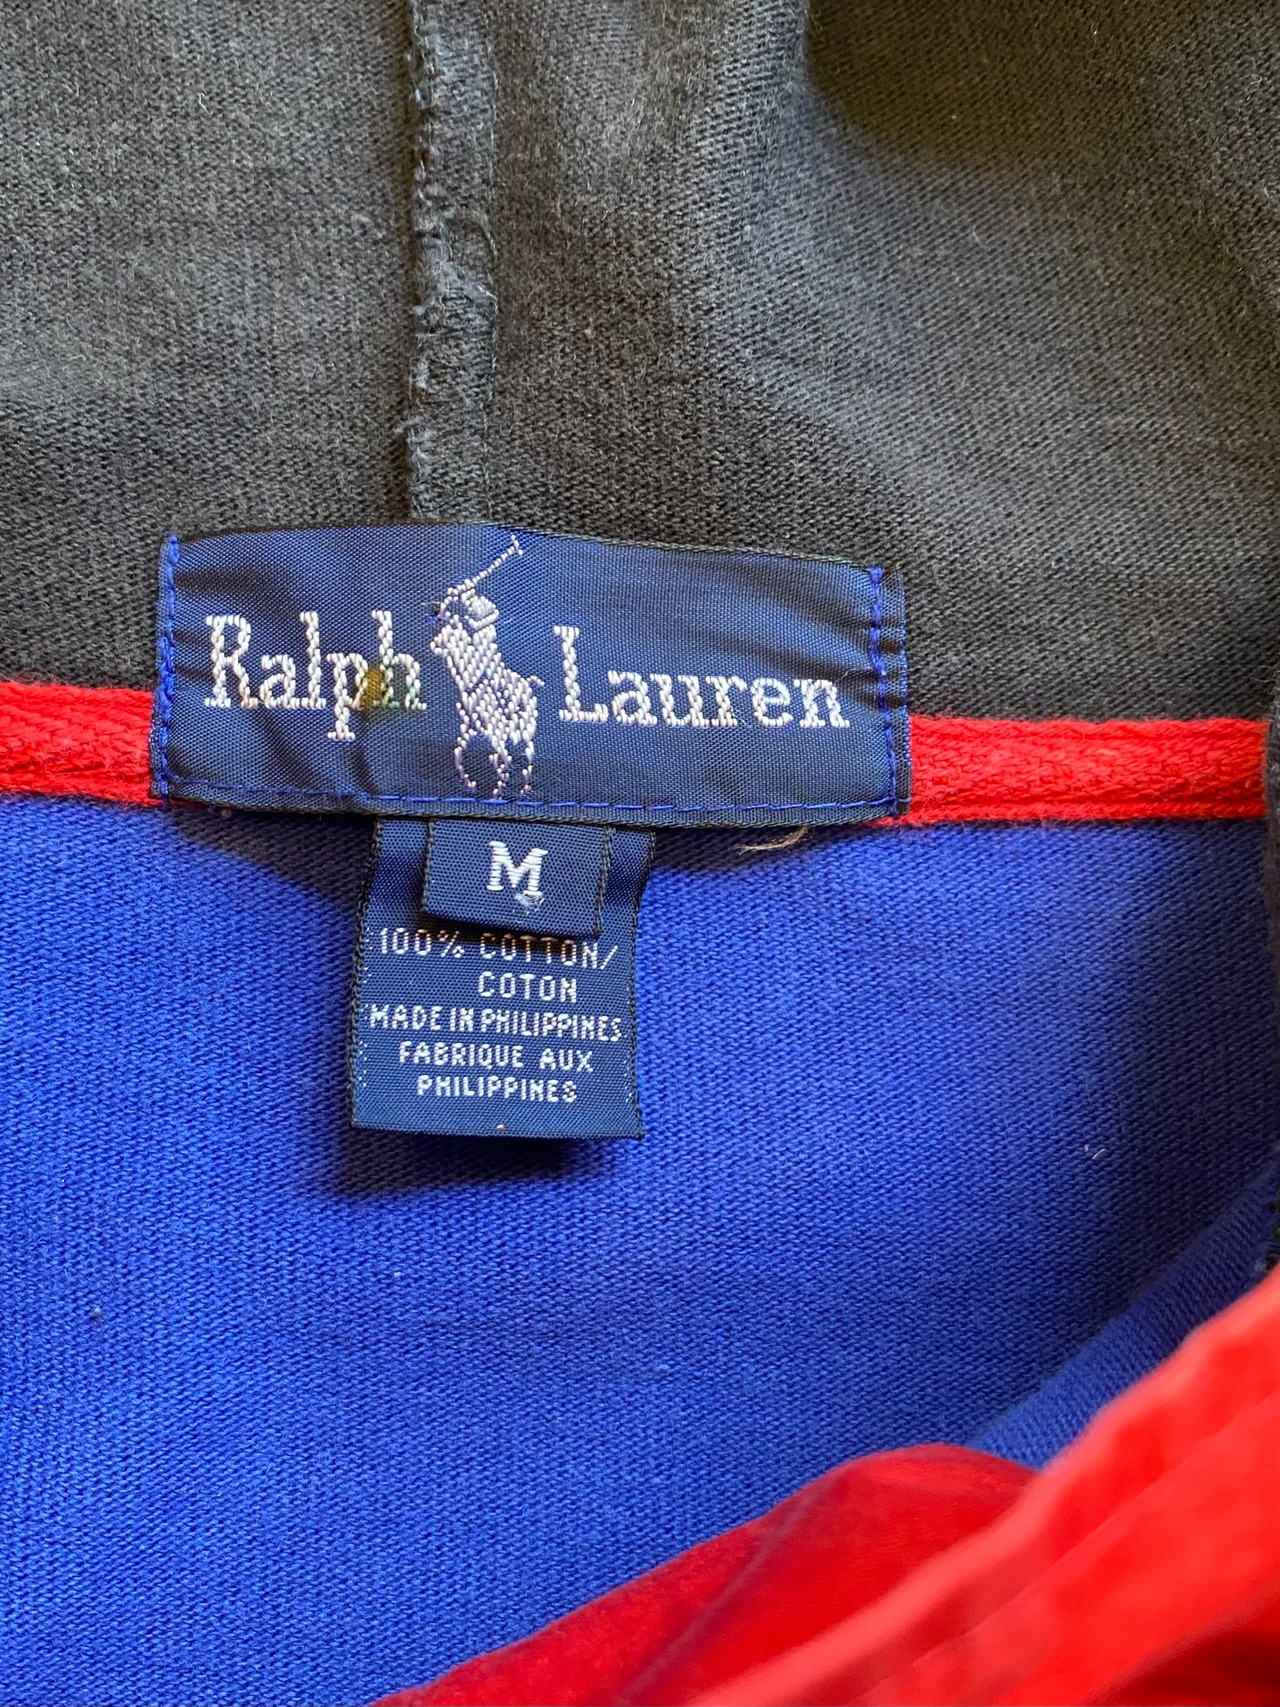 Ralph Lauren
M
100% COTTON/
COTON
MADE IN PHILIPPINES
FABRIQUE AUX
PHILIPPINES